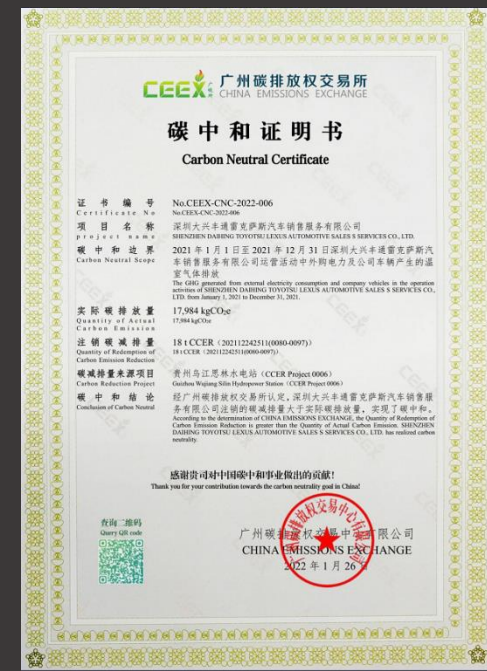 CEEX 广州碳排放权交易所
CHINA EMISSIONS EXCHANGE
碳中和证明书
Carbon Neutral Certificate
证书编号 No.CEEX-CNC-2022-006
Certificate No No.CEEX-CNC-2022-006
项目名称 深圳大兴丰通雷克萨斯汽车销售服务有限公司
project name SHENZHEN DAHING TOYOTSU LEXUS AUTOMOTIVE SALES S SERVICES CO., LTD.
碳中和边界 2021年1月1日至2021年12月31日深圳大兴丰通雷克萨斯汽
Carbon Neutral Scope 车销售服务有限公司运营活动中外购电力及公司车辆产生的温
室气体排放
The GHG generated from external electricity consumption and company vehicles in the operation
activities of SHENZHEN DAHING TOYOTSU LEXUS AUTOMOTIVE SALES S SERVICES CO.,
LTD. from January 1, 2021 to December 31, 2021.
实际碳排放量 17,984 kgCO₂e
Quantity of Actual 17,984 kgCO₂e
Carbon Emission
注销碳减排量 18 t CCER（202112242511(0080-0097)）
Quantity of Redemption of 18 t CCER（202112242511(0080-0097)）
Carbon Emission Reduction
碳减排量来源项目 贵州乌江思林水电站（CCER Project 0006）
Carbon Reduction Project Guizhou Wujiang Silin Hydropower Station（CCER Project 0006）
碳中和结论 经广州碳排放权交易所认定，深圳大兴丰通雷克萨斯汽车销售服
Conclusion of Carbon Neutral 务有限公司注销的碳减排量大于实际碳排放量，实现了碳中和。
According to the determination of CHINA EMISSIONS EXCHANGE, the Quantity of Redemption of
Carbon Emission Reduction is greater than the Quantity of Actual Carbon Emission. SHENZHEN
DAHING TOYOTSU LEXUS AUTOMOTIVE SALES S SERVICES CO., LTD. has realized carbon
neutrality.
感谢贵司对中国碳中和事业做出的贡献！
Thank you for your contribution towards the carbon neutrality goal in China!
查询二维码
Query QR code
广州碳排放权交易中心有限公司
CHINA EMISSIONS EXCHANGE
2022年1月26日